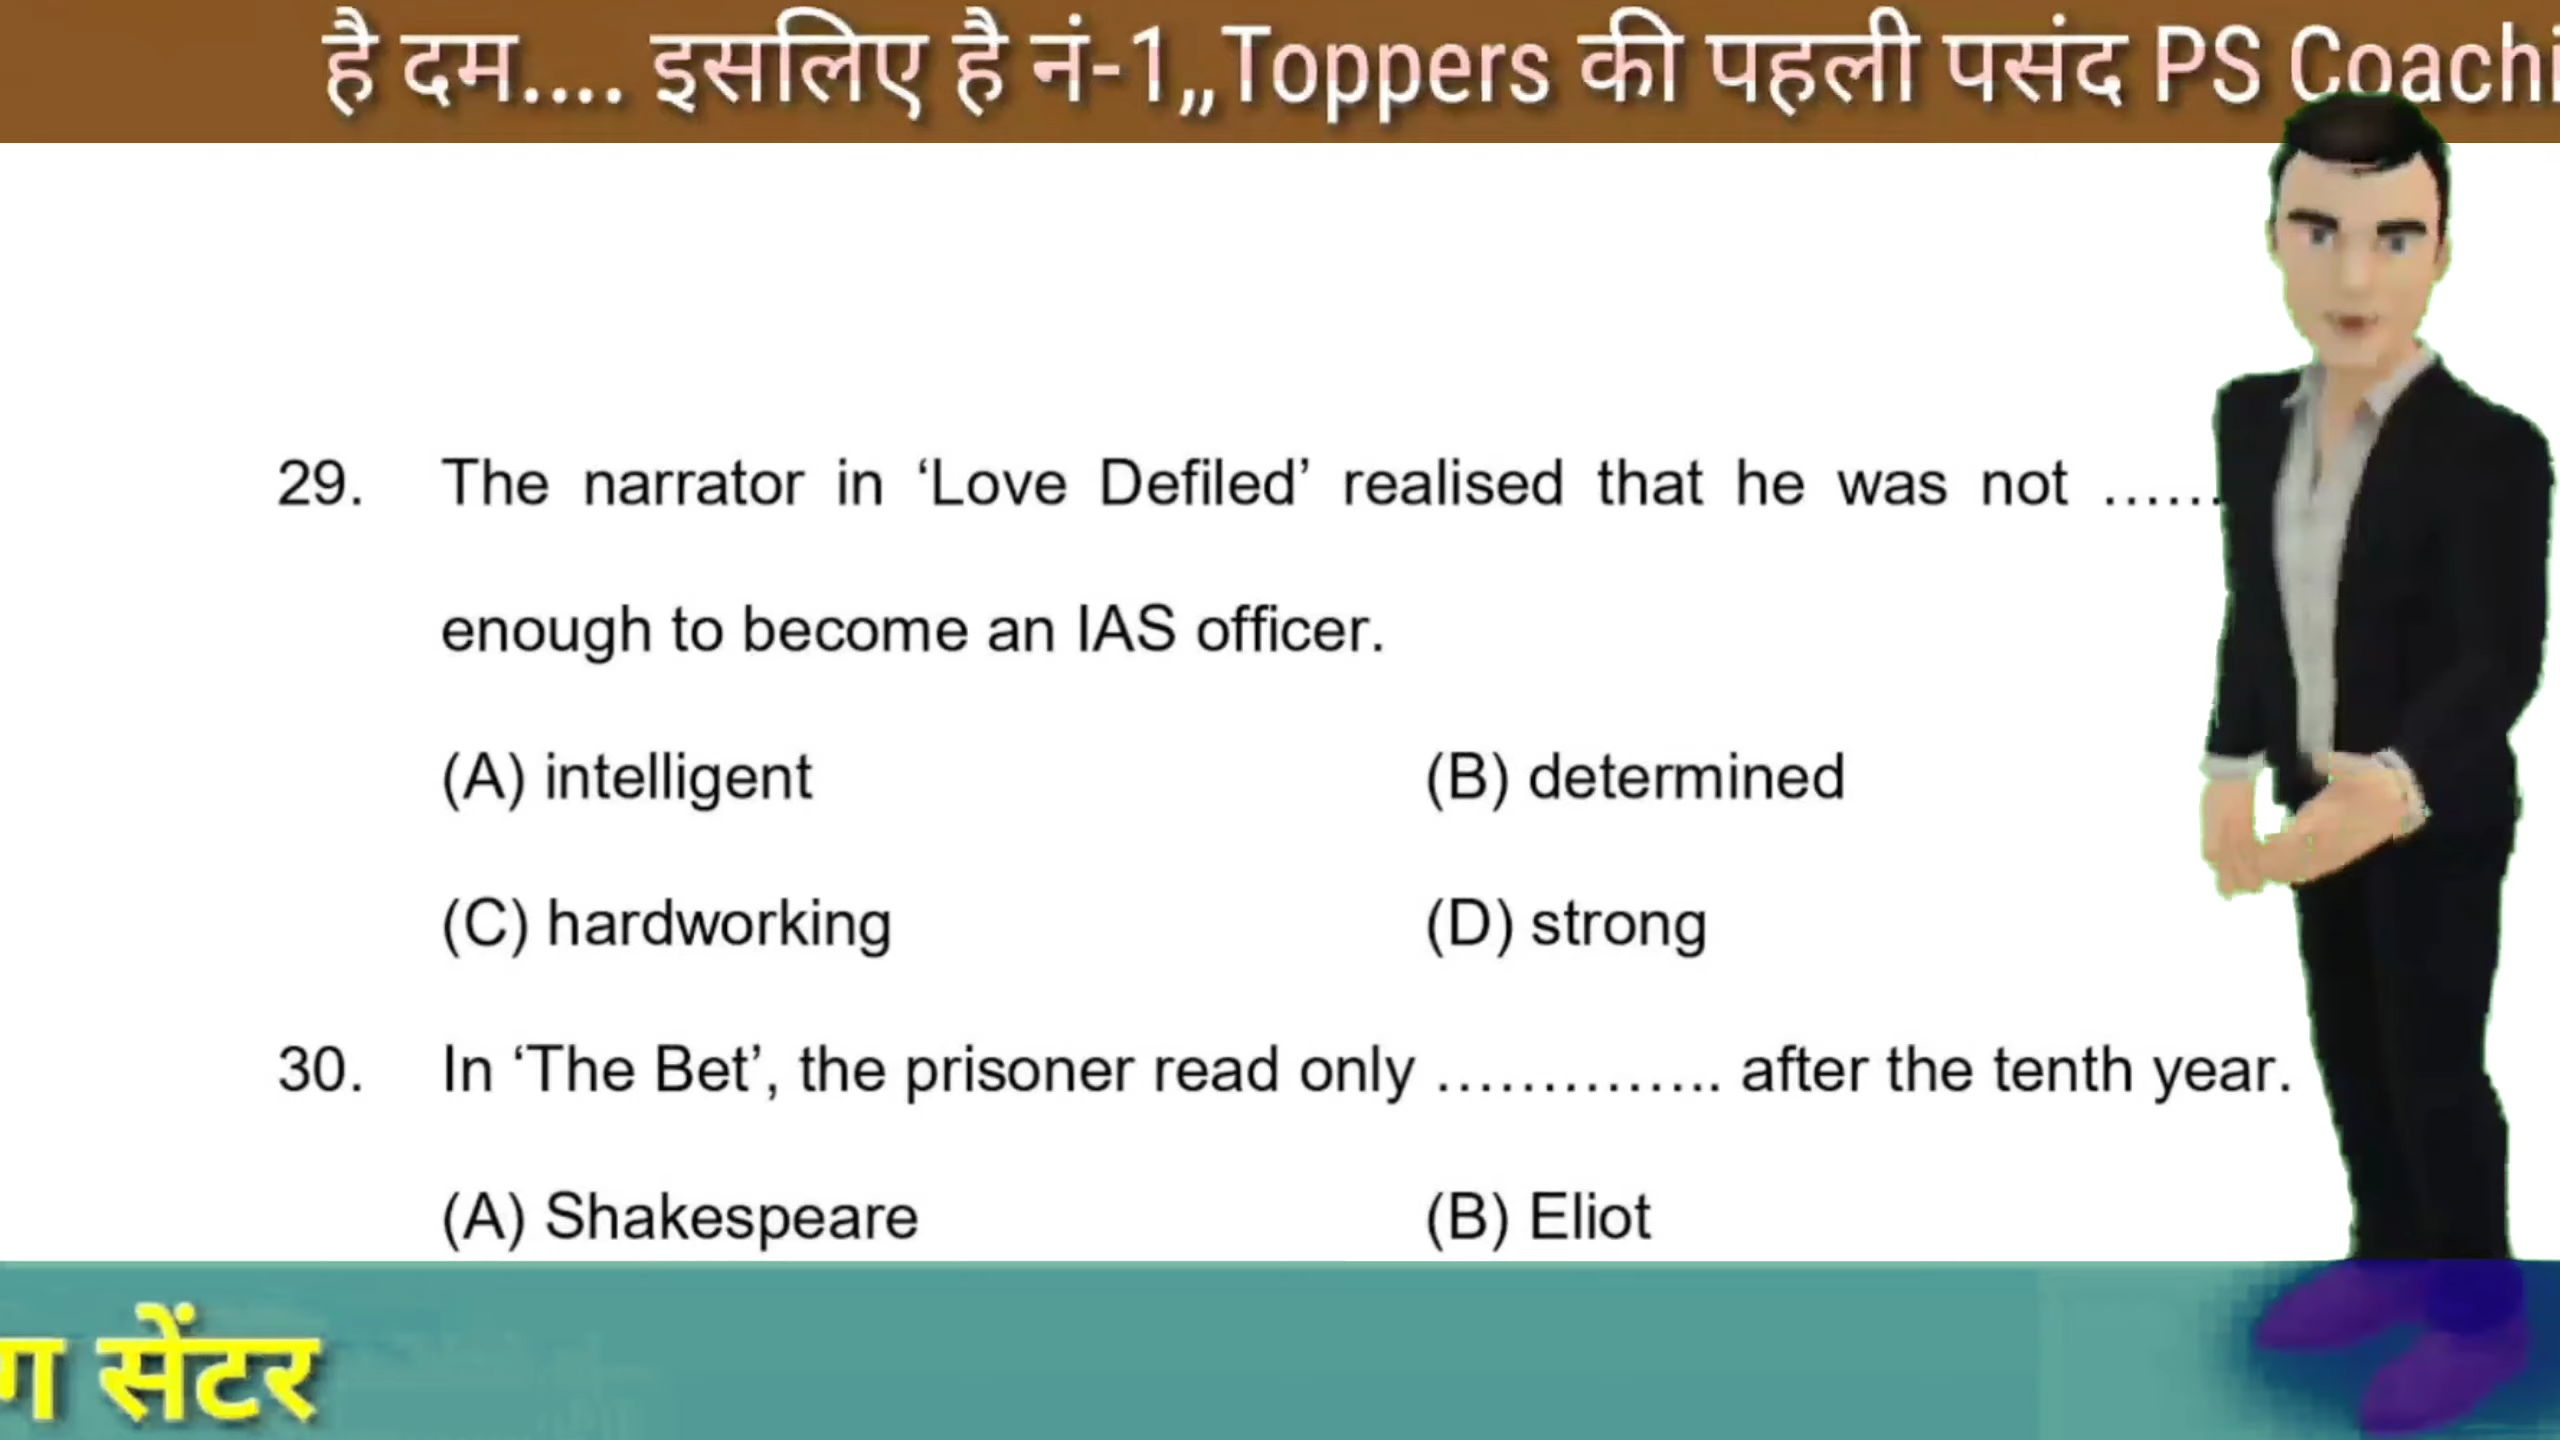 है दम.... इसलिए है नं-1,,Toppers की पहली पसंद PS Coachi
29. The narrator in ‘Love Defiled’ realised that he was not ......
enough to become an IAS officer.
(A) intelligent (B) determined
(C) hardworking (D) strong
30. In ‘The Bet’, the prisoner read only .............. after the tenth year.
(A) Shakespeare (B) Eliot
ग सेंटर